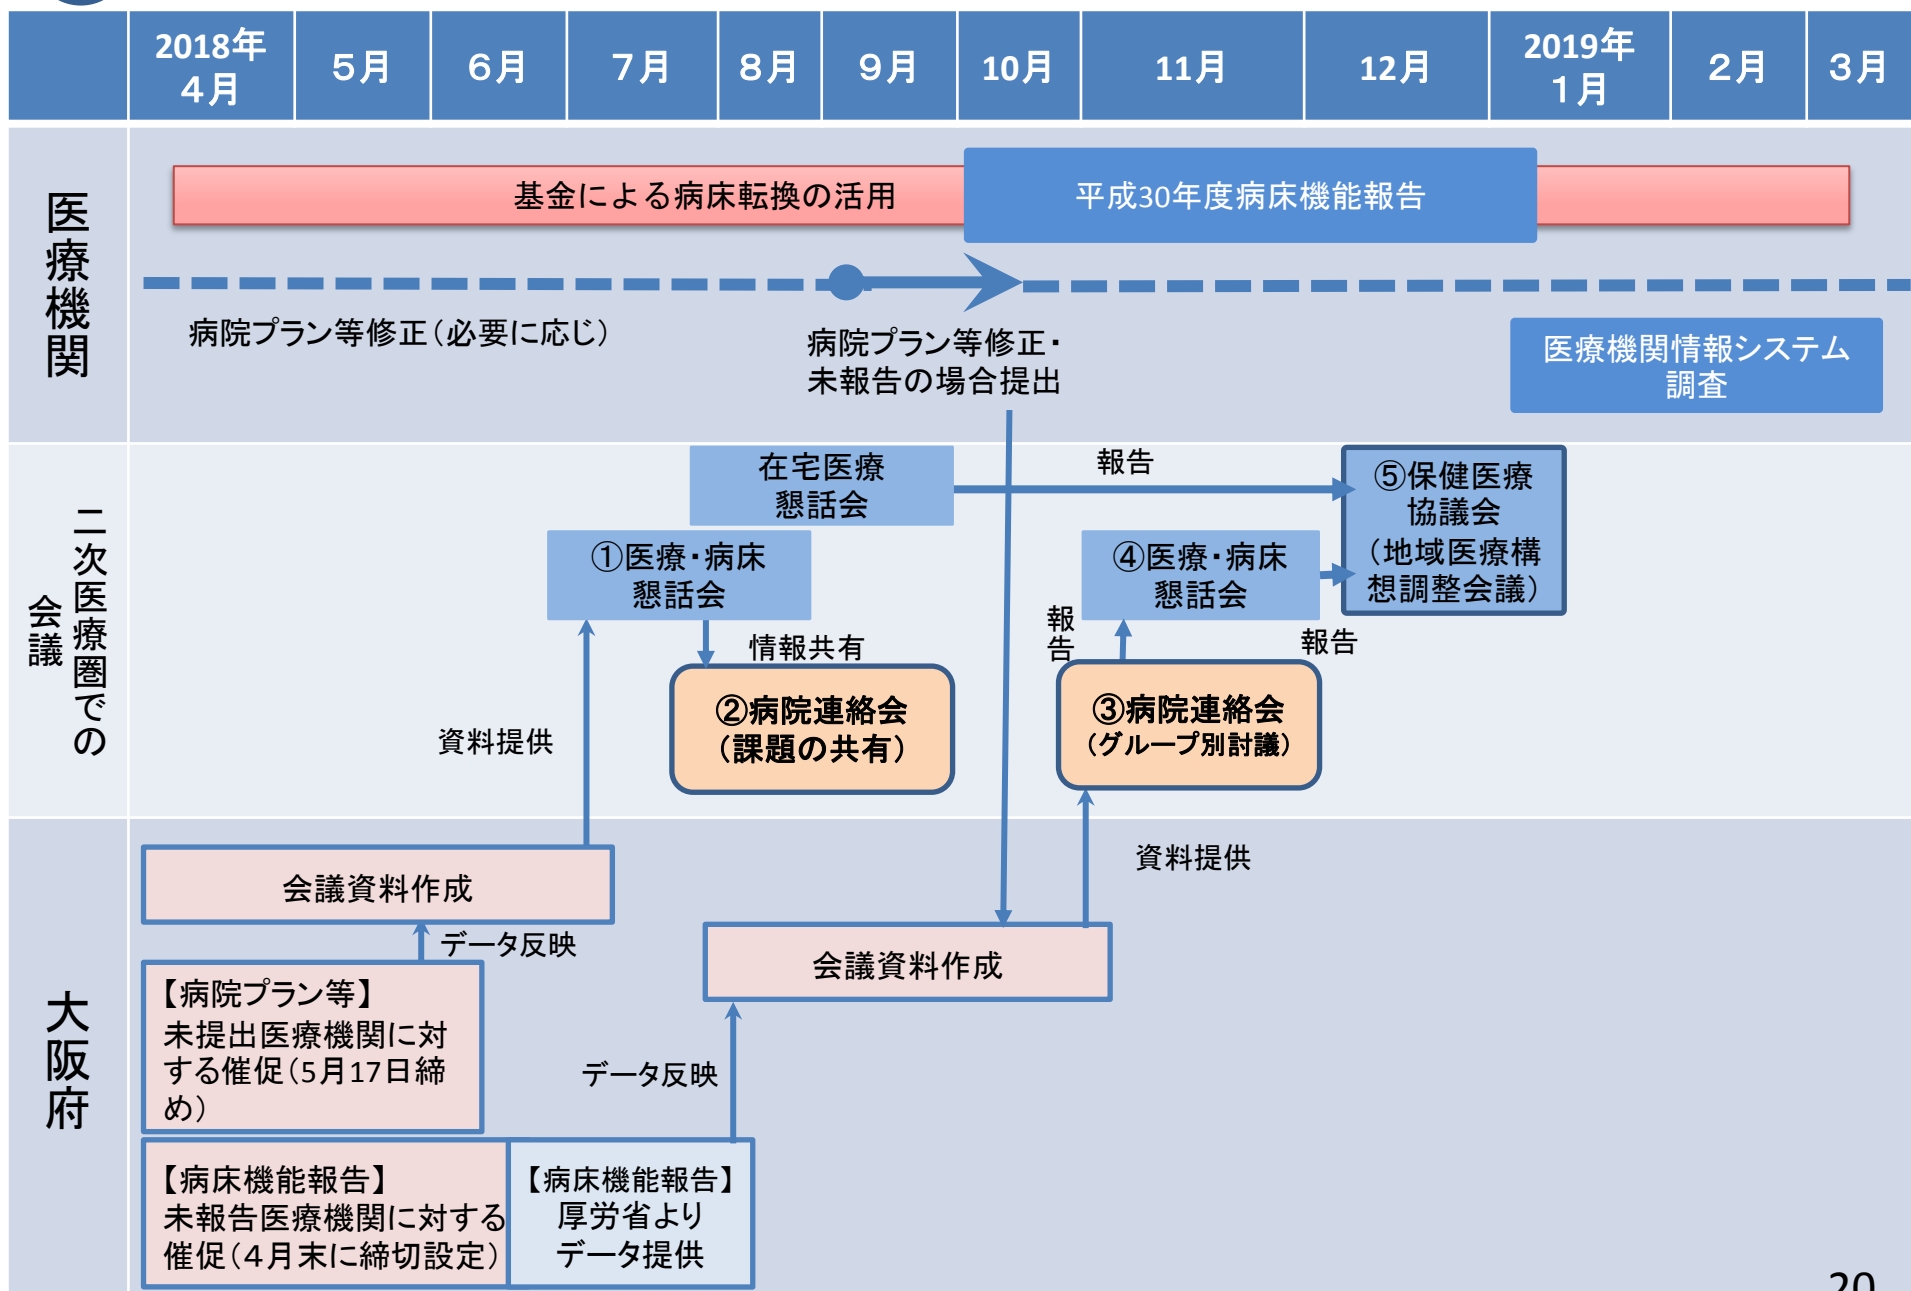 2018年
４月
５月
６月
７月
８月
９月
10月
11月
12月
2019年
１月
２月
３月
医療機関
基金による病床転換の活用
平成30年度病床機能報告
病院プラン等修正（必要に応じ）
病院プラン等修正・
未報告の場合提出
医療機関情報システム
調査
二次医療圏での
会議
在宅医療
懇話会
報告
⑤保健医療
協議会
（地域医療構
想調整会議）
①医療・病床
懇話会
④医療・病床
懇話会
情報共有
報告
報告
②病院連絡会
（課題の共有）
③病院連絡会
（グループ別討議）
資料提供
資料提供
大阪府
会議資料作成
データ反映
会議資料作成
【病院プラン等】
未提出医療機関に対
する催促（5月17日締
め）
データ反映
【病床機能報告】
未報告医療機関に対する
催促（４月末に締切設定）
【病床機能報告】
厚労省より
データ提供
20